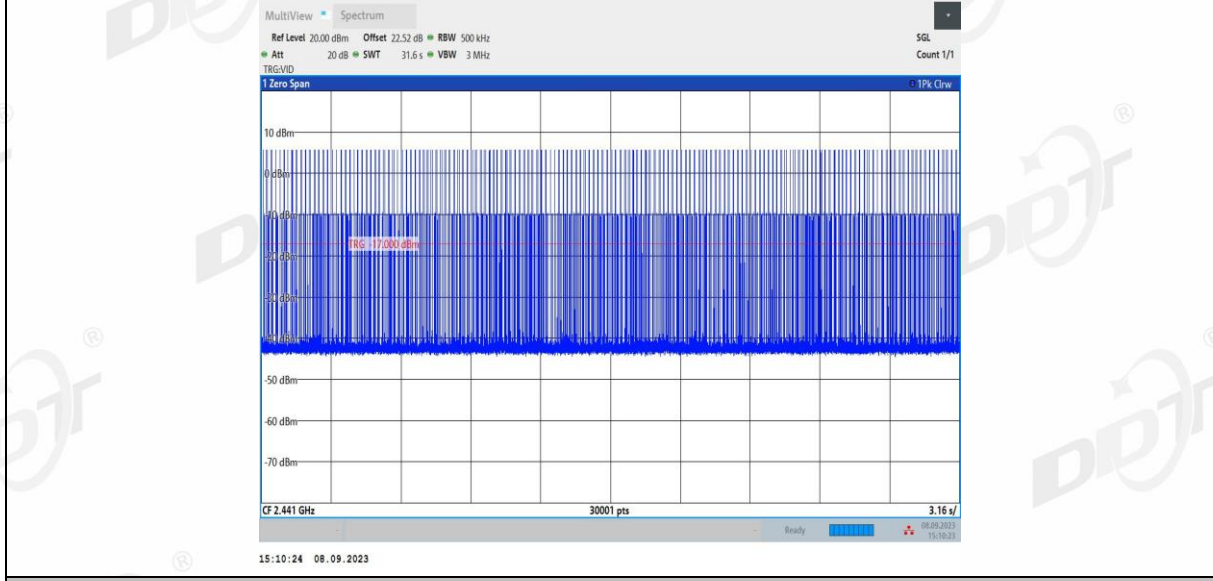 MultiView Spectrum
Ref Level 20.00 dBm Offset 22.52 dB RBW 500 kHz SGL
Att 20 dB SWT 31.6 s VBW 3 MHz Count 1/1
TRG:VID
1 Zero Span 1Pk Clrw
10 dBm
0 dBm
-10 dBm
TRG -17.000 dBm
-20 dBm
-30 dBm
-40 dBm
-50 dBm
-60 dBm
-70 dBm
CF 2.441 GHz 30001 pts 3.16 s/
Ready 08.09.2023
15:10:23
15:10:24 08.09.2023